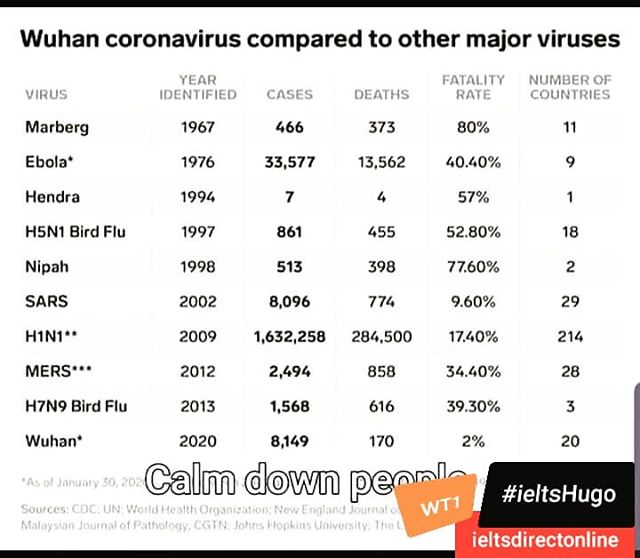 Wuhan coronavirus compared to other major viruses
VIRUS YEAR IDENTIFIED CASES DEATHS FATALITY RATE NUMBER OF COUNTRIES
Marberg 1967 466 373 80% 11
Ebola* 1976 33,577 13,562 40.40% 9
Hendra 1994 7 4 57% 1
H5N1 Bird Flu 1997 861 455 52.80% 18
Nipah 1998 513 398 77.60% 2
SARS 2002 8,096 774 9.60% 29
H1N1** 2009 1,632,258 284,500 17.40% 214
MERS*** 2012 2,494 858 34.40% 28
H7N9 Bird Flu 2013 1,568 616 39.30% 3
Wuhan* 2020 8,149 170 2% 20
*As of January 30,
Calm down people
Sources: CDC; UN; World Health Organization; New England Journal
Malaysian Journal of Pathology; CGTN; Johns Hopkins University;
WT1
#ieltsHugo
ieltsdirectonline